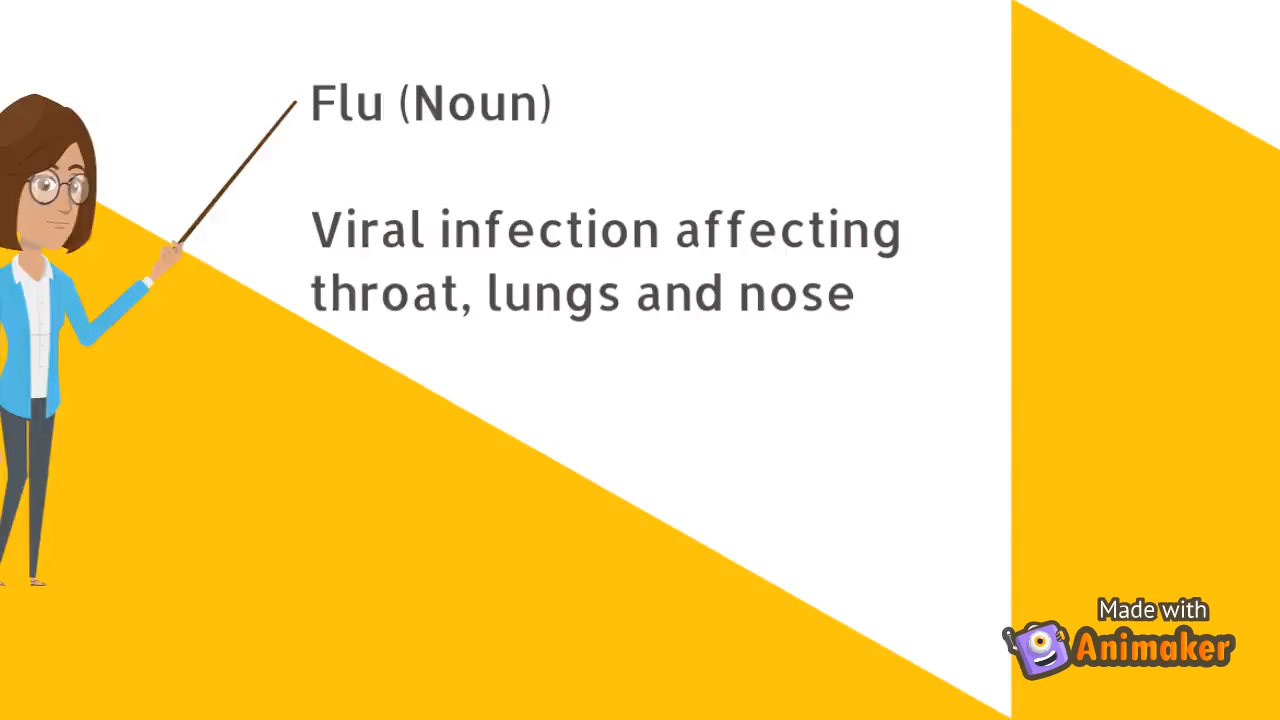 Flu (Noun)
Viral infection affecting
throat, lungs and nose
Made with
Animaker